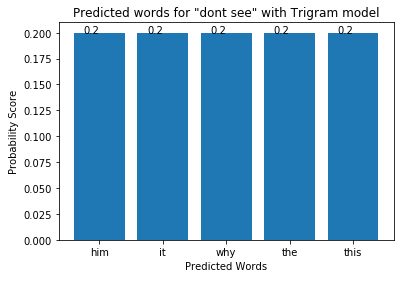 Predicted words for "dont see" with Trigram model
0.2 0.2 0.2 0.2 0.2
0.200
0.175
0.150
0.125
0.100
0.075
0.050
0.025
0.000
Probability Score
him it why the this
Predicted Words